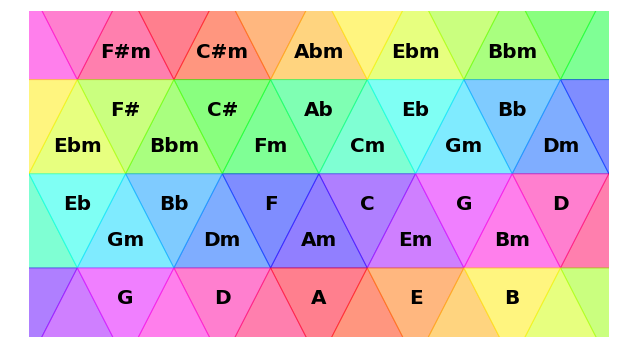 F#m C#m Abm Ebm Bbm
F# C# Ab Eb Bb
Ebm Bbm Fm Cm Gm Dm
Eb Bb F C G D
Gm Dm Am Em Bm
G D A E B